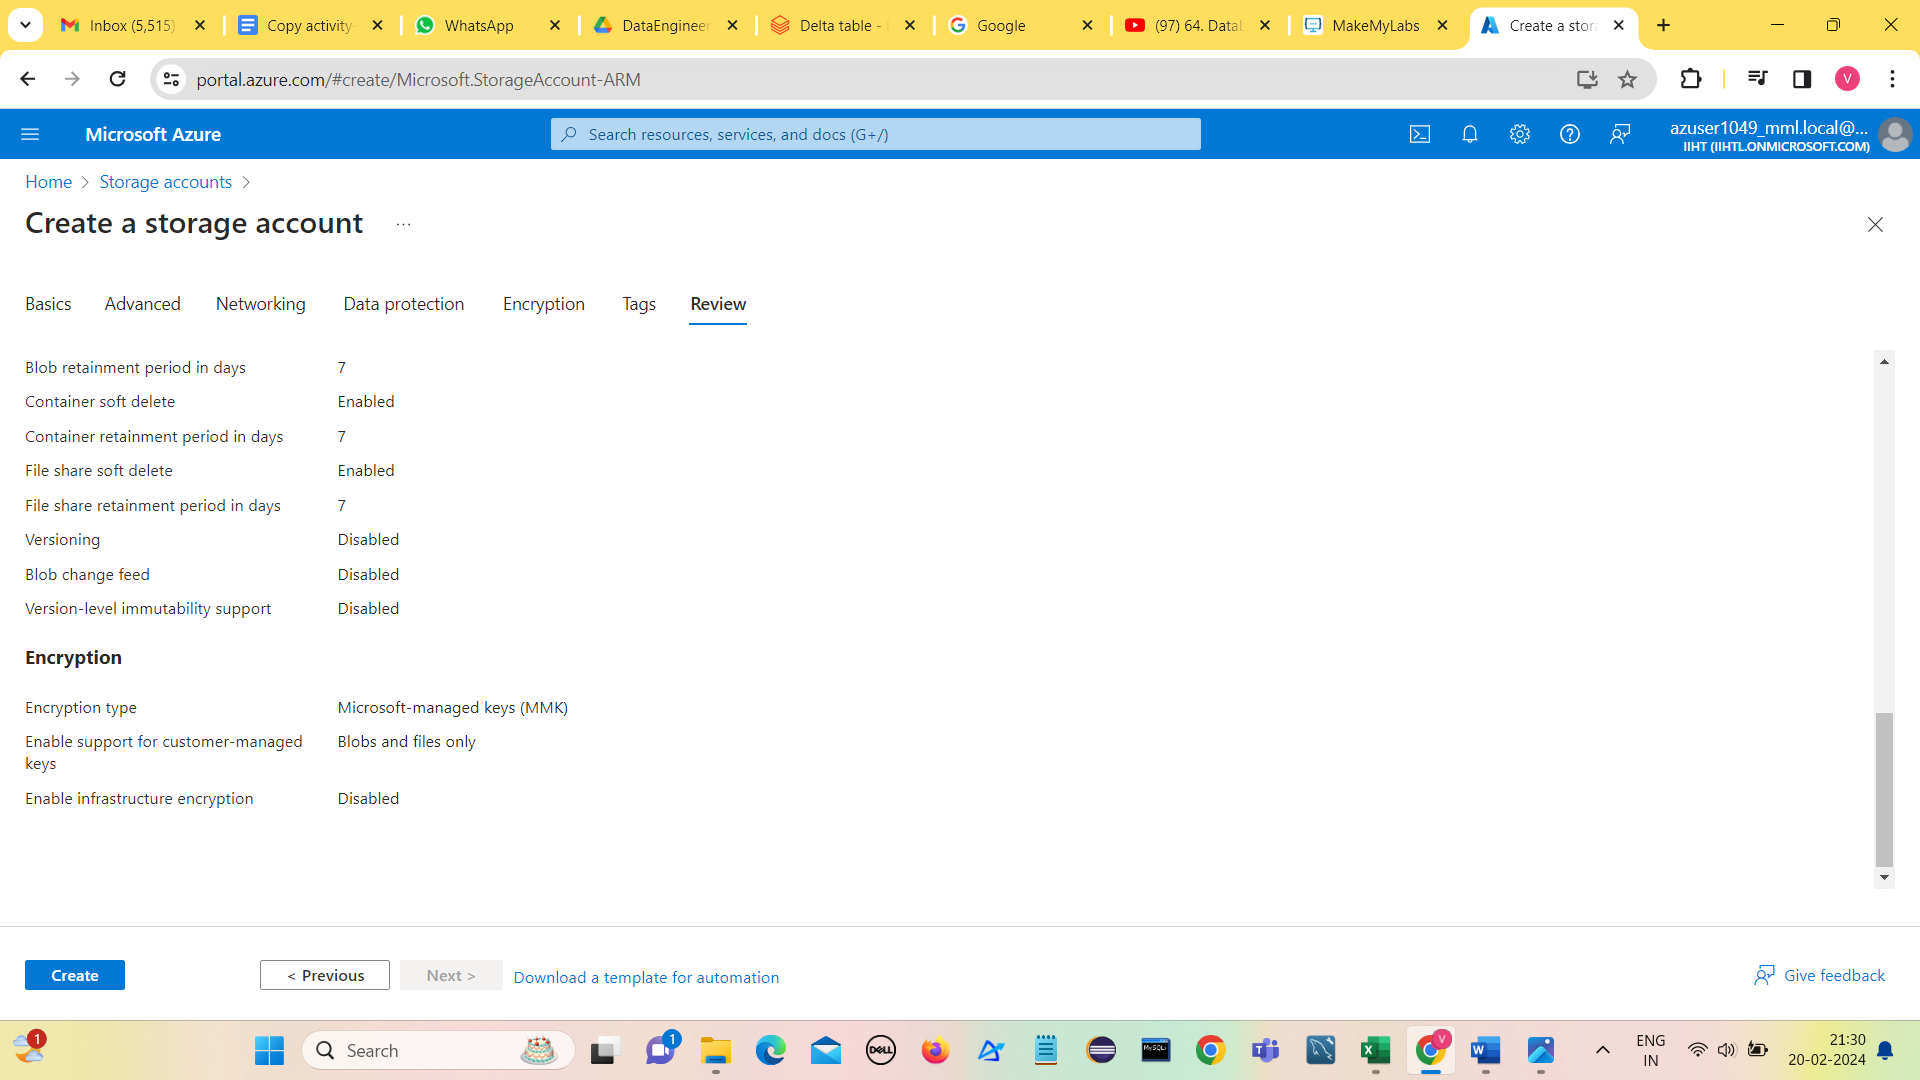 Inbox (5,515)
Copy activity
WhatsApp
DataEngineer
Delta table -
Google
(97) 64. Datab
MakeMyLabs
Create a stor
portal.azure.com/#create/Microsoft.StorageAccount-ARM
V
Microsoft Azure
Search resources, services, and docs (G+/)
azuser1049_mml.local@...
IIHT (IIHTL.ONMICROSOFT.COM)
Home > Storage accounts >
Create a storage account ...
Basics Advanced Networking Data protection Encryption Tags Review
Blob retainment period in days 7
Container soft delete Enabled
Container retainment period in days 7
File share soft delete Enabled
File share retainment period in days 7
Versioning Disabled
Blob change feed Disabled
Version-level immutability support Disabled
Encryption
Encryption type Microsoft-managed keys (MMK)
Enable support for customer-managed Blobs and files only
keys
Enable infrastructure encryption Disabled
Create
< Previous
Next >
Download a template for automation
Give feedback
1
Search
1
DELL
MySQL
V
ENG
IN
21:30
20-02-2024